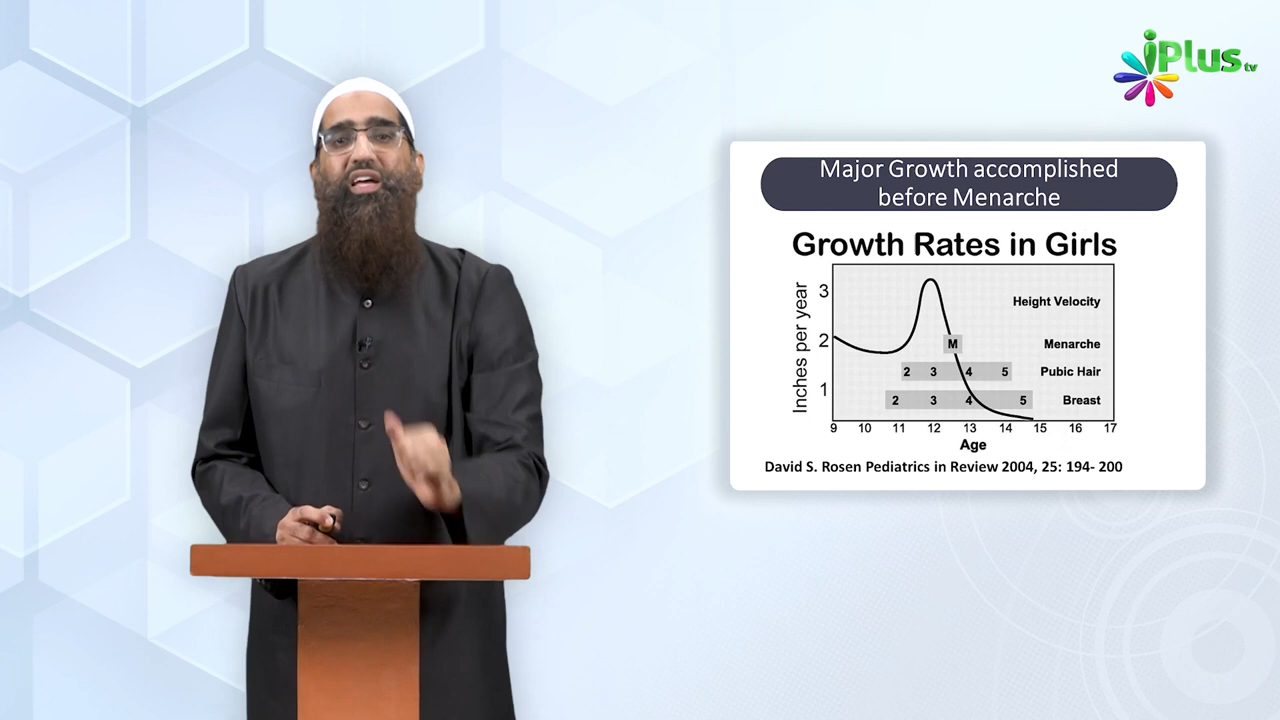 iPlus tv
Major Growth accomplished
before Menarche
Growth Rates in Girls
Inches per year
3
2
1
Height Velocity
M Menarche
2 3 4 5 Pubic Hair
2 3 4 5 Breast
9 10 11 12 13 14 15 16 17
Age
David S. Rosen Pediatrics in Review 2004, 25: 194- 200